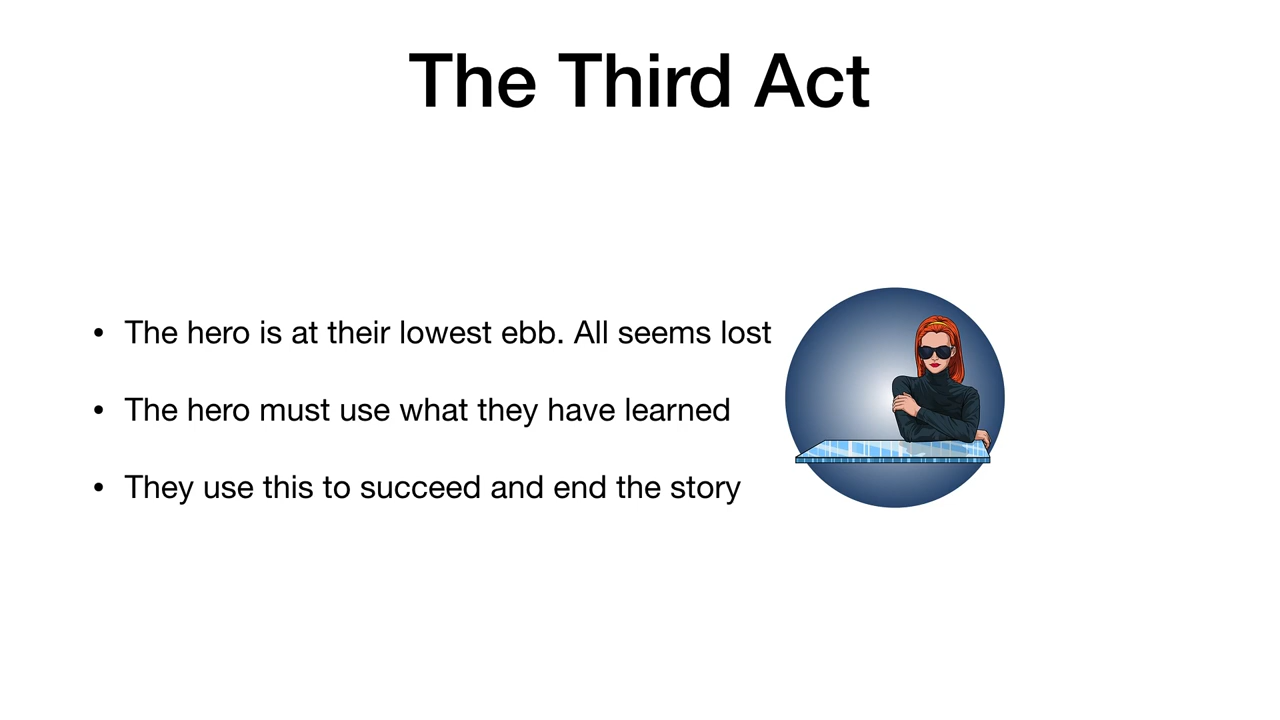 The Third Act
• The hero is at their lowest ebb. All seems lost
• The hero must use what they have learned
• They use this to succeed and end the story